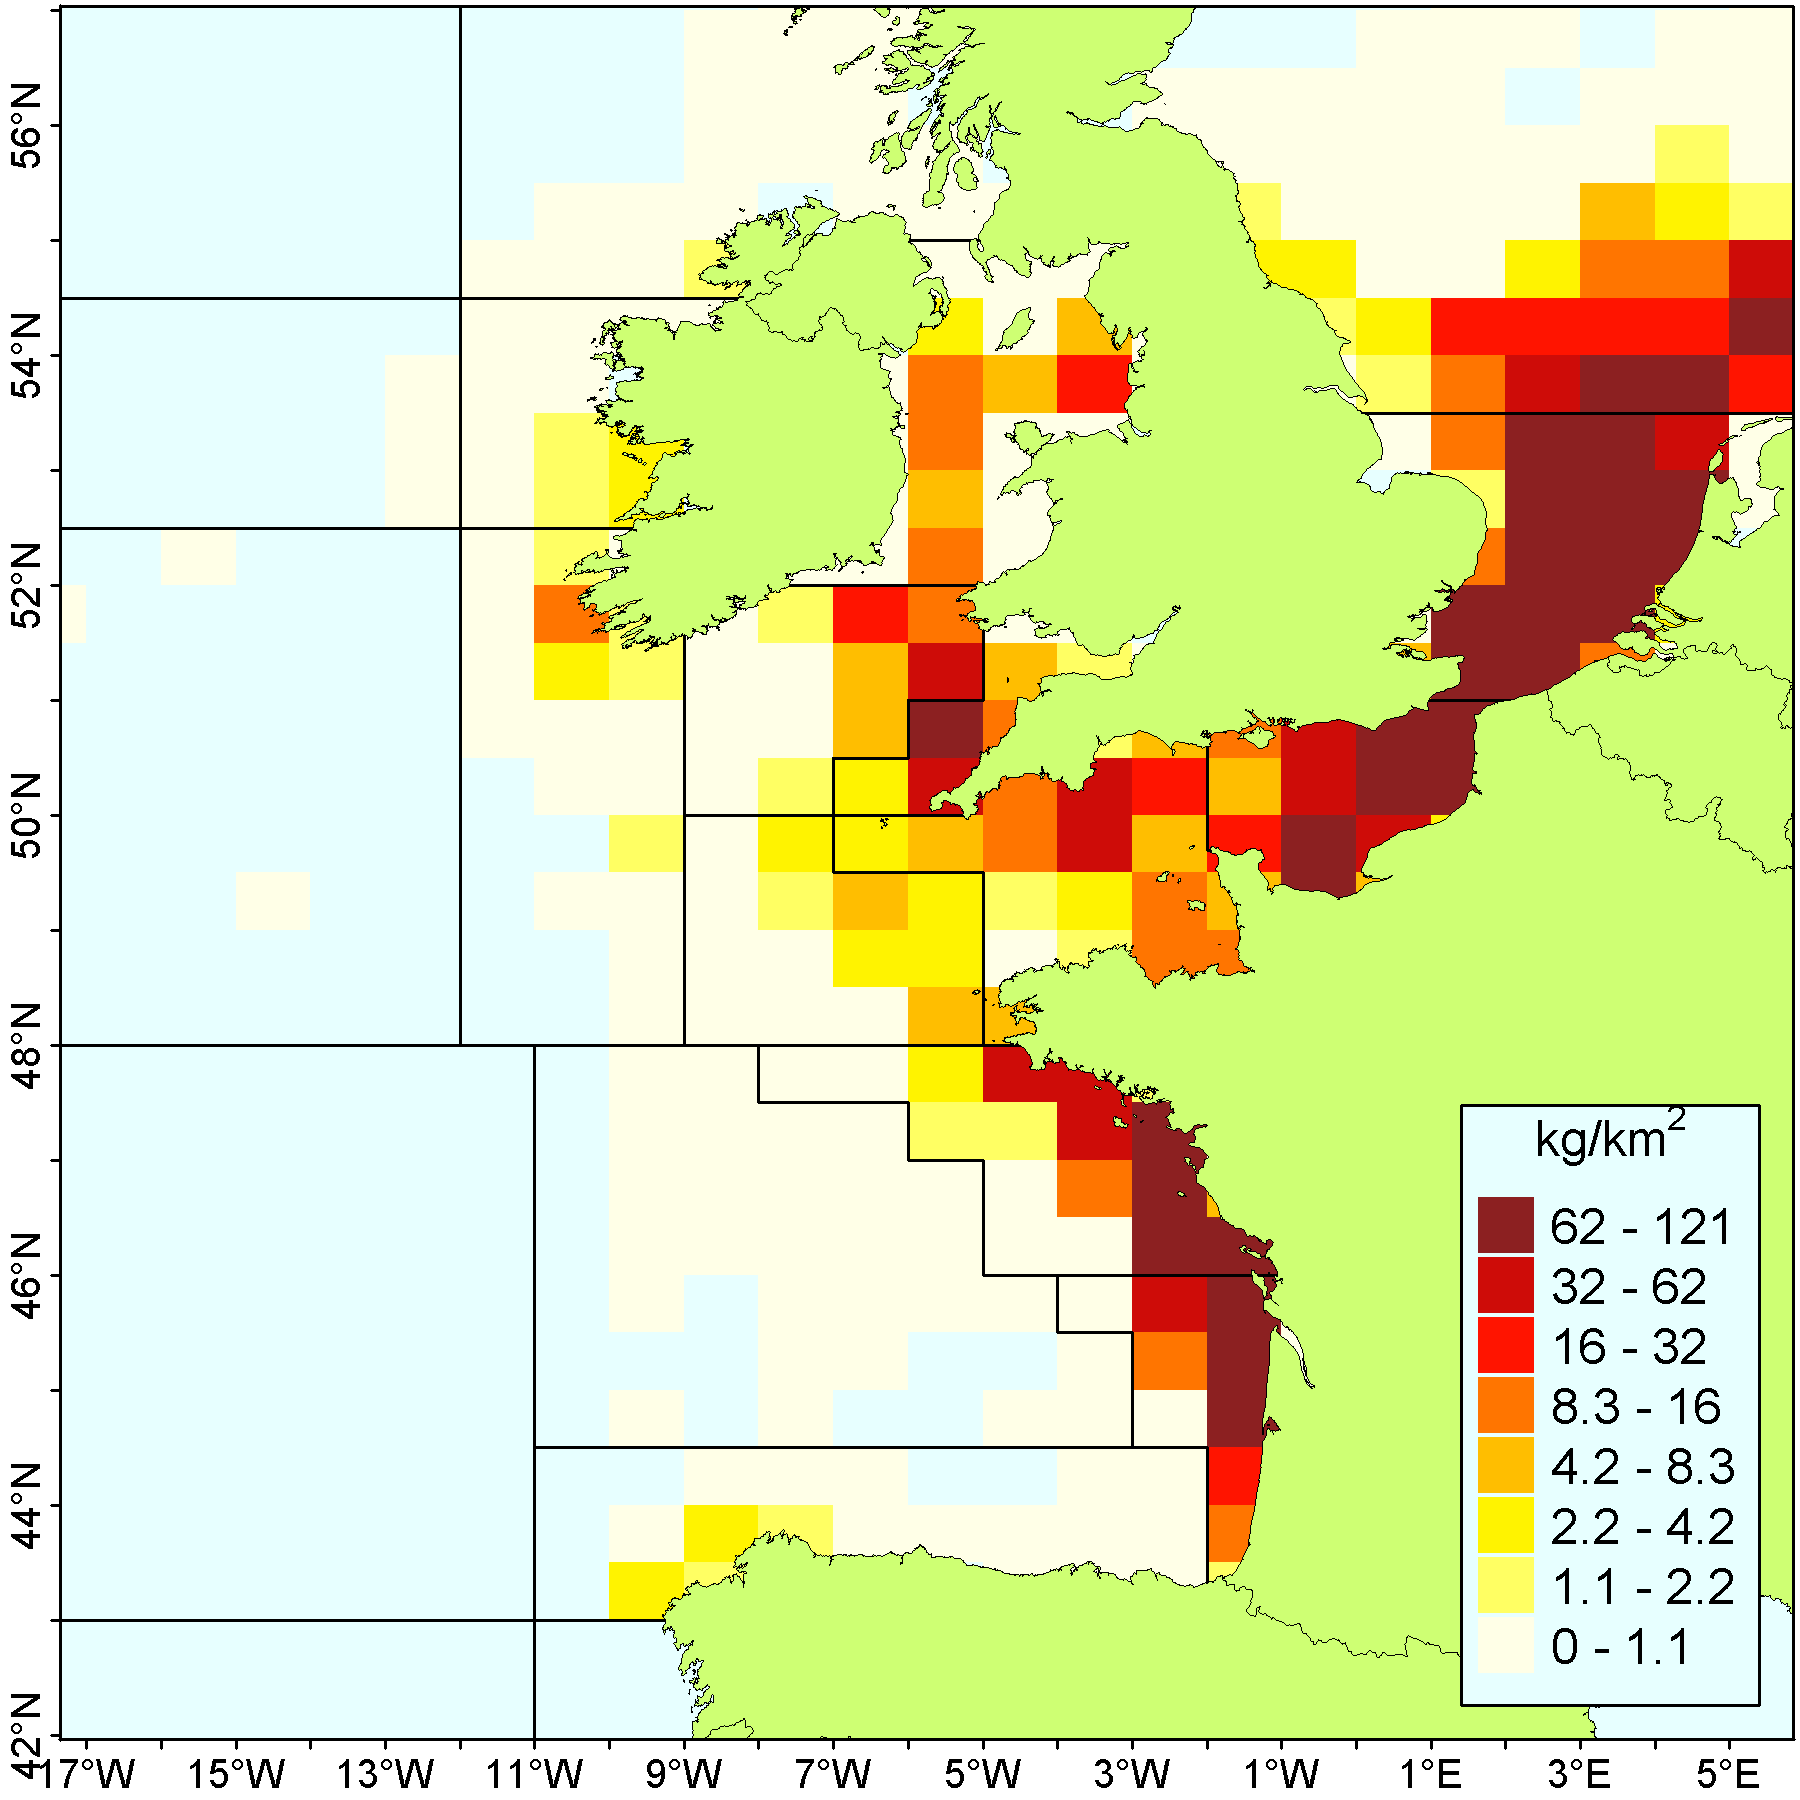 56°N
54°N
52°N
50°N
48°N
46°N
44°N
42°N
kg/km²
62 - 121
32 - 62
16 - 32
8.3 - 16
4.2 - 8.3
2.2 - 4.2
1.1 - 2.2
0 - 1.1
17°W 15°W 13°W 11°W 9°W 7°W 5°W 3°W 1°W 1°E 3°E 5°E